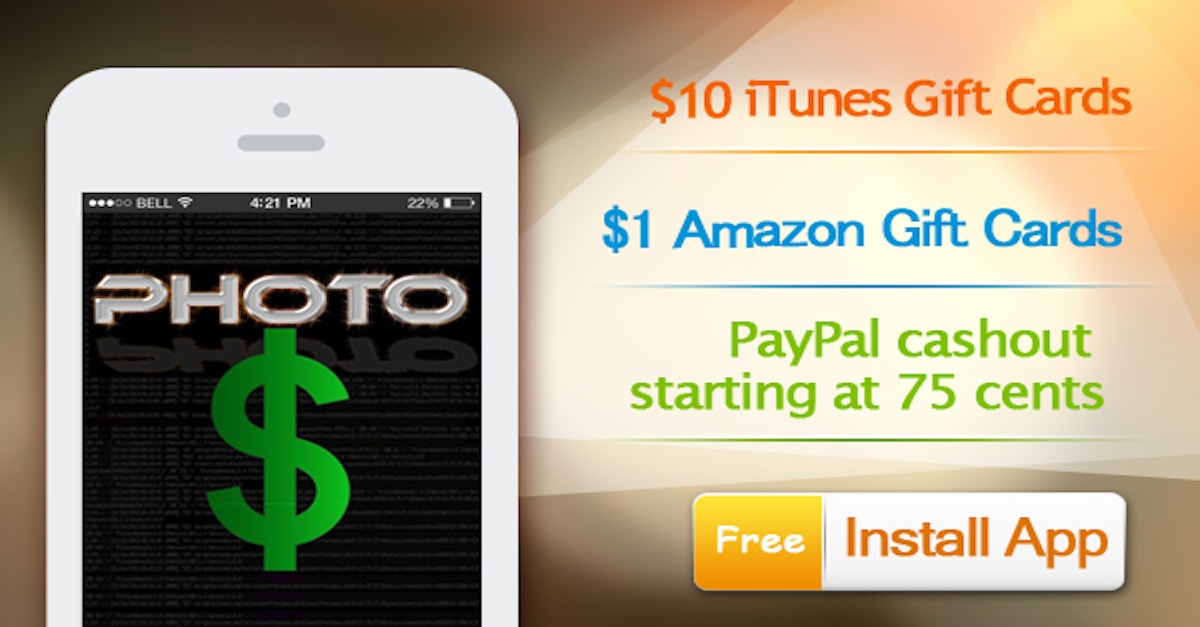 ●●●○○ BELL 4:21 PM 22%
PHOTO
$
$10 iTunes Gift Cards
$1 Amazon Gift Cards
PayPal cashout
starting at 75 cents
Free Install App